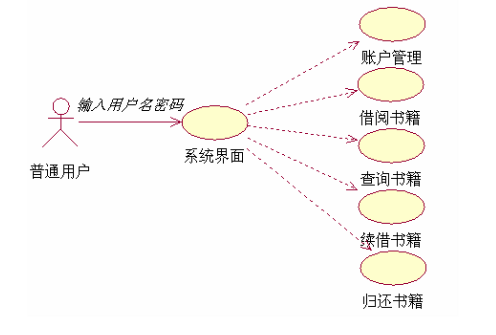 账户管理
输入用户名密码
借阅书籍
系统界面
普通用户
查询书籍
续借书籍
归还书籍